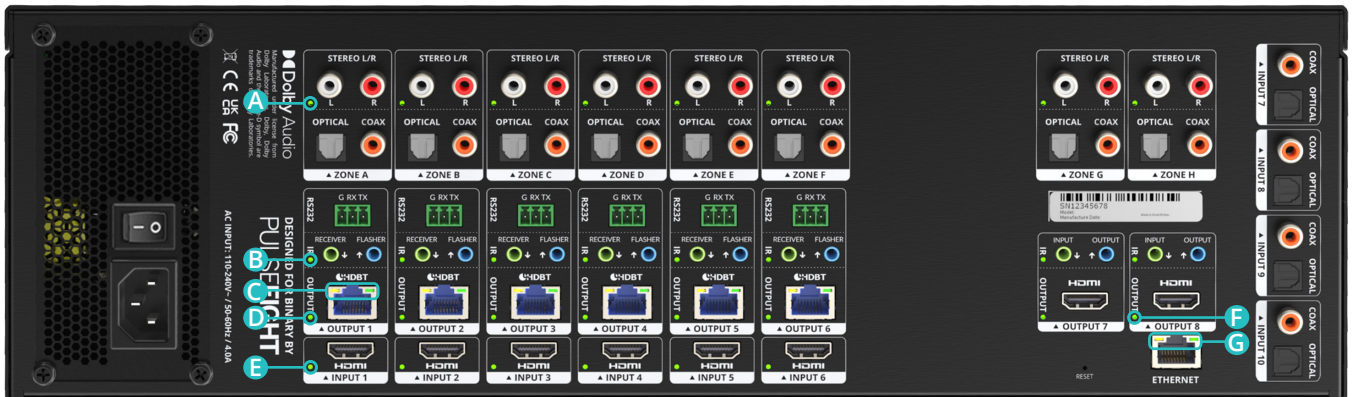 A
B
C
D
E
F
G
CE UK CA FC
Dolby Audio
Manufactured under license from
Dolby Laboratories. Dolby, Dolby
Audio and the double-D symbol are
trademarks of Dolby Laboratories.
DESIGNED FOR BINARY BY
PULSEEIGHT
AC INPUT: 110-240V~ / 50-60Hz / 4.0A
STEREO L/R
L R
OPTICAL COAX
▲ ZONE A
STEREO L/R
L R
OPTICAL COAX
▲ ZONE B
STEREO L/R
L R
OPTICAL COAX
▲ ZONE C
STEREO L/R
L R
OPTICAL COAX
▲ ZONE D
STEREO L/R
L R
OPTICAL COAX
▲ ZONE E
STEREO L/R
L R
OPTICAL COAX
▲ ZONE F
STEREO L/R
L R
OPTICAL COAX
▲ ZONE G
STEREO L/R
L R
OPTICAL COAX
▲ ZONE H
RS232
G RX TX
IR
RECEIVER FLASHER
HDBT
OUTPUT
▲ OUTPUT 1
RS232
G RX TX
IR
RECEIVER FLASHER
HDBT
OUTPUT
▲ OUTPUT 2
RS232
G RX TX
IR
RECEIVER FLASHER
HDBT
OUTPUT
▲ OUTPUT 3
RS232
G RX TX
IR
RECEIVER FLASHER
HDBT
OUTPUT
▲ OUTPUT 4
RS232
G RX TX
IR
RECEIVER FLASHER
HDBT
OUTPUT
▲ OUTPUT 5
RS232
G RX TX
IR
RECEIVER FLASHER
HDBT
OUTPUT
▲ OUTPUT 6
HDMI
▲ INPUT 1
HDMI
▲ INPUT 2
HDMI
▲ INPUT 3
HDMI
▲ INPUT 4
HDMI
▲ INPUT 5
HDMI
▲ INPUT 6
SN12345678
Model:
Manufacture Date:
IR
INPUT OUTPUT
HDMI
OUTPUT
▲ OUTPUT 7
IR
INPUT OUTPUT
HDMI
OUTPUT
▲ OUTPUT 8
RESET
ETHERNET
COAX OPTICAL
▲ INPUT 7
COAX OPTICAL
▲ INPUT 8
COAX OPTICAL
▲ INPUT 9
COAX OPTICAL
▲ INPUT 10